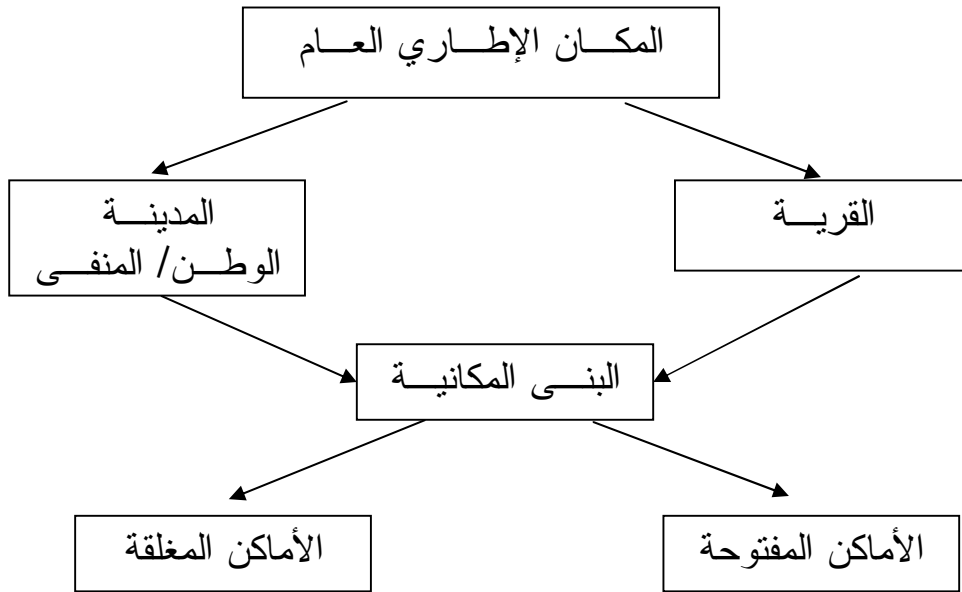 المكـــان الإطـــاري العـــام
القريـــة
المدينـــة
الوطـــن/ المنفـــى
البنـــى المكانيـــة
الأماكن المفتوحة
الأماكن المغلقة